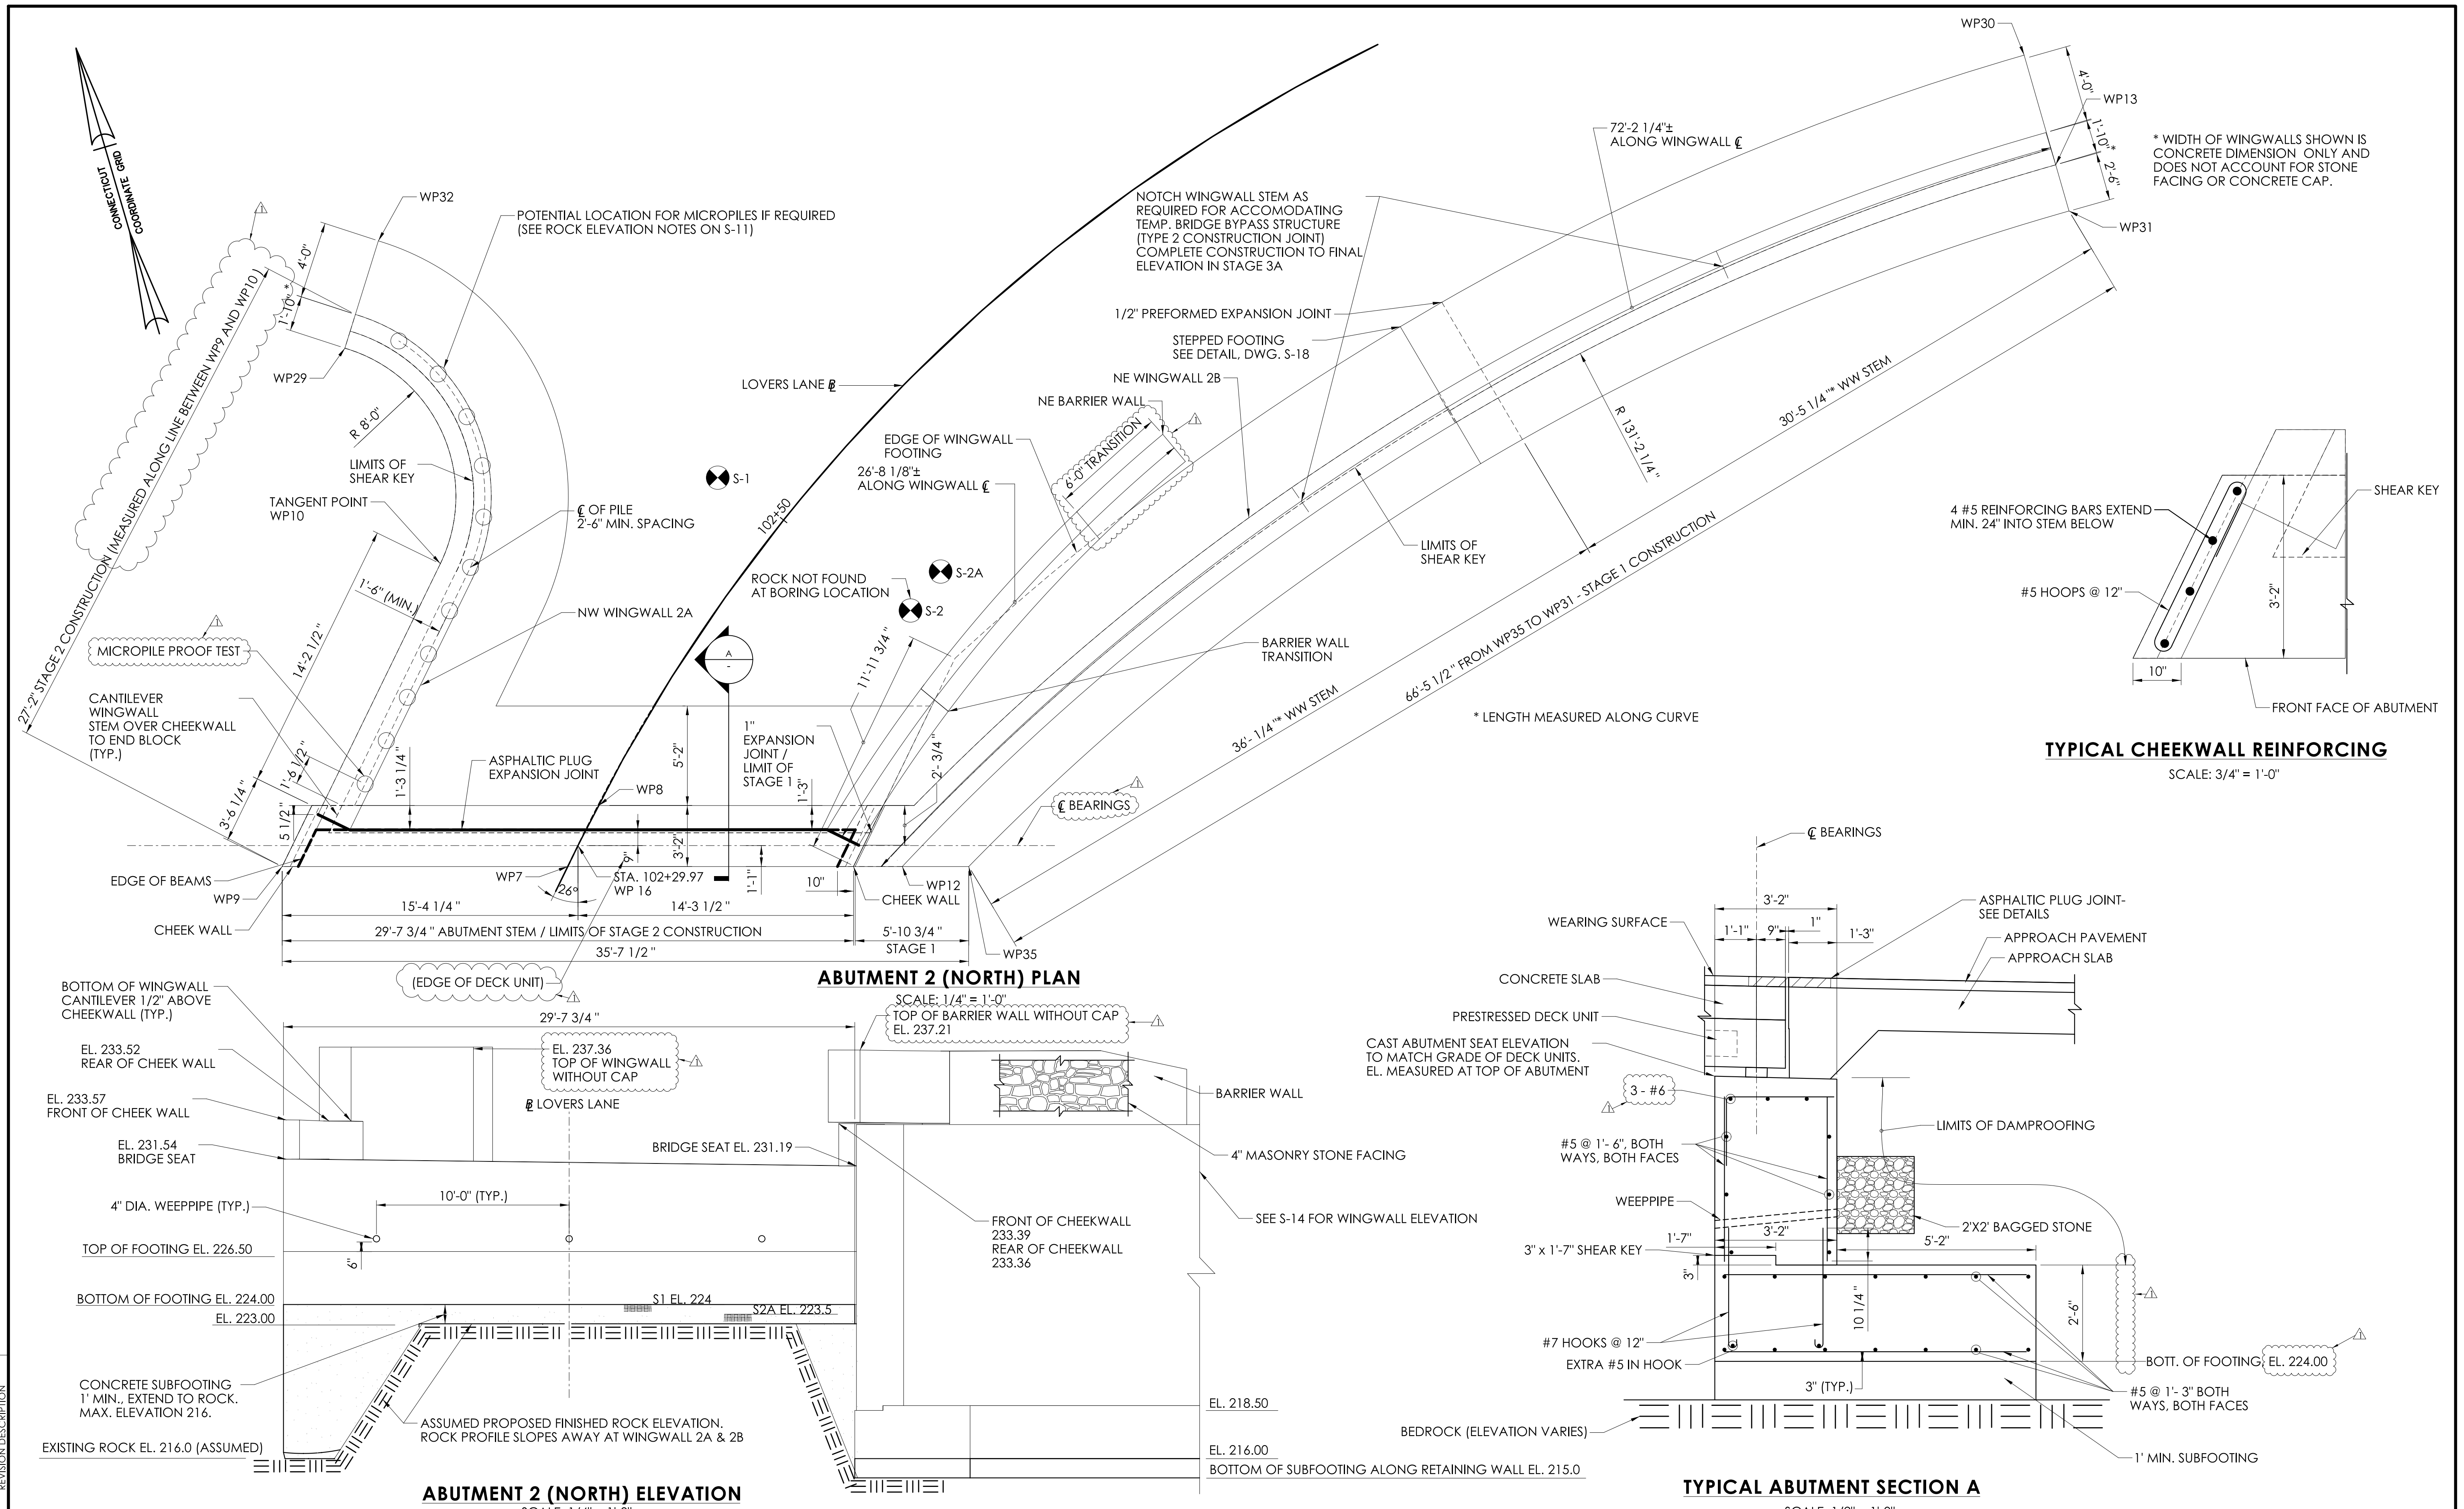 CONNECTICUT
COORDINATE GRID
WP32
4'-0"
1'-10" *
POTENTIAL LOCATION FOR MICROPILES IF REQUIRED
(SEE ROCK ELEVATION NOTES ON S-11)
WP29
R 8'-0"
LIMITS OF
SHEAR KEY
TANGENT POINT
WP10
27'-2" STAGE 2 CONSTRUCTION (MEASURED ALONG LINE BETWEEN WP9 AND WP10)
1
1'-6" (MIN.)
14'-2 1/2"
℄ OF PILE
2'-6" MIN. SPACING
NW WINGWALL 2A
1
MICROPILE PROOF TEST
CANTILEVER
WINGWALL
STEM OVER CHEEKWALL
TO END BLOCK
(TYP.)
3'-6 1/4"
1'-6 1/2"
5 1/2"
1'-3 1/4"
ASPHALTIC PLUG
EXPANSION JOINT
EDGE OF BEAMS
WP9
CHEEK WALL
WP8
WP7
26°
STA. 102+29.97
WP 16
9"
3'-2"
5'-2"
1'-1"
10"
LOVERS LANE ℄
102+50
S-1
S-2A
S-2
ROCK NOT FOUND
AT BORING LOCATION
A
-
1"
EXPANSION
JOINT /
LIMIT OF
STAGE 1
1'-3"
2'- 3/4"
11'-11 3/4"
EDGE OF WINGWALL
FOOTING
26'-8 1/8"±
ALONG WINGWALL ℄
NE BARRIER WALL
6'-0" TRANSITION
1
NE WINGWALL 2B
STEPPED FOOTING
SEE DETAIL, DWG. S-18
1/2" PREFORMED EXPANSION JOINT
NOTCH WINGWALL STEM AS
REQUIRED FOR ACCOMODATING
TEMP. BRIDGE BYPASS STRUCTURE
(TYPE 2 CONSTRUCTION JOINT)
COMPLETE CONSTRUCTION TO FINAL
ELEVATION IN STAGE 3A
72'-2 1/4"±
ALONG WINGWALL ℄
WP30
4'-0"
WP13
1'-10" *
2'-6"
WP31
* WIDTH OF WINGWALLS SHOWN IS
CONCRETE DIMENSION ONLY AND
DOES NOT ACCOUNT FOR STONE
FACING OR CONCRETE CAP.
R 131'-2 1/4"
30'-5 1/4"* WW STEM
LIMITS OF
SHEAR KEY
66'-5 1/2" FROM WP35 TO WP31 - STAGE 1 CONSTRUCTION
36'- 1/4"* WW STEM
* LENGTH MEASURED ALONG CURVE
BARRIER WALL
TRANSITION
℄ BEARINGS
1
WP12
CHEEK WALL
WP35
15'-4 1/4"
14'-3 1/2"
29'-7 3/4" ABUTMENT STEM / LIMITS OF STAGE 2 CONSTRUCTION
5'-10 3/4"
STAGE 1
35'-7 1/2"
(EDGE OF DECK UNIT)
1
ABUTMENT 2 (NORTH) PLAN
SCALE: 1/4" = 1'-0"
4 #5 REINFORCING BARS EXTEND
MIN. 24" INTO STEM BELOW
#5 HOOPS @ 12"
SHEAR KEY
3'-2"
10"
FRONT FACE OF ABUTMENT
TYPICAL CHEEKWALL REINFORCING
SCALE: 3/4" = 1'-0"
BOTTOM OF WINGWALL
CANTILEVER 1/2" ABOVE
CHEEKWALL (TYP.)
29'-7 3/4"
EL. 233.52
REAR OF CHEEK WALL
EL. 233.57
FRONT OF CHEEK WALL
EL. 231.54
BRIDGE SEAT
EL. 237.36
TOP OF WINGWALL
WITHOUT CAP
1
℄ LOVERS LANE
TOP OF BARRIER WALL WITHOUT CAP
EL. 237.21
1
BARRIER WALL
BRIDGE SEAT EL. 231.19
4" MASONRY STONE FACING
10'-0" (TYP.)
4" DIA. WEEPPIPE (TYP.)
TOP OF FOOTING EL. 226.50
6"
FRONT OF CHEEKWALL
233.39
REAR OF CHEEKWALL
233.36
SEE S-14 FOR WINGWALL ELEVATION
BOTTOM OF FOOTING EL. 224.00
EL. 223.00
S1 EL. 224
S2A EL. 223.5
CONCRETE SUBFOOTING
1' MIN., EXTEND TO ROCK.
MAX. ELEVATION 216.
ASSUMED PROPOSED FINISHED ROCK ELEVATION.
ROCK PROFILE SLOPES AWAY AT WINGWALL 2A & 2B
EXISTING ROCK EL. 216.0 (ASSUMED)
EL. 218.50
EL. 216.00
BOTTOM OF SUBFOOTING ALONG RETAINING WALL EL. 215.0
ABUTMENT 2 (NORTH) ELEVATION
℄ BEARINGS
3'-2"
1'-1"
9"
1"
1'-3"
WEARING SURFACE
ASPHALTIC PLUG JOINT-
SEE DETAILS
APPROACH PAVEMENT
APPROACH SLAB
CONCRETE SLAB
PRESTRESSED DECK UNIT
CAST ABUTMENT SEAT ELEVATION
TO MATCH GRADE OF DECK UNITS.
EL. MEASURED AT TOP OF ABUTMENT
3 - #6
1
#5 @ 1'- 6", BOTH
WAYS, BOTH FACES
LIMITS OF DAMPROOFING
WEEPPIPE
2'X2' BAGGED STONE
1'-7"
3'-2"
5'-2"
3" x 1'-7" SHEAR KEY
3"
10 1/4"
2'-6"
1
#7 HOOKS @ 12"
EXTRA #5 IN HOOK
3" (TYP.)
BOTT. OF FOOTING, EL. 224.00
1
#5 @ 1'- 3" BOTH
WAYS, BOTH FACES
BEDROCK (ELEVATION VARIES)
1' MIN. SUBFOOTING
TYPICAL ABUTMENT SECTION A
REVISION DESCRIPTION